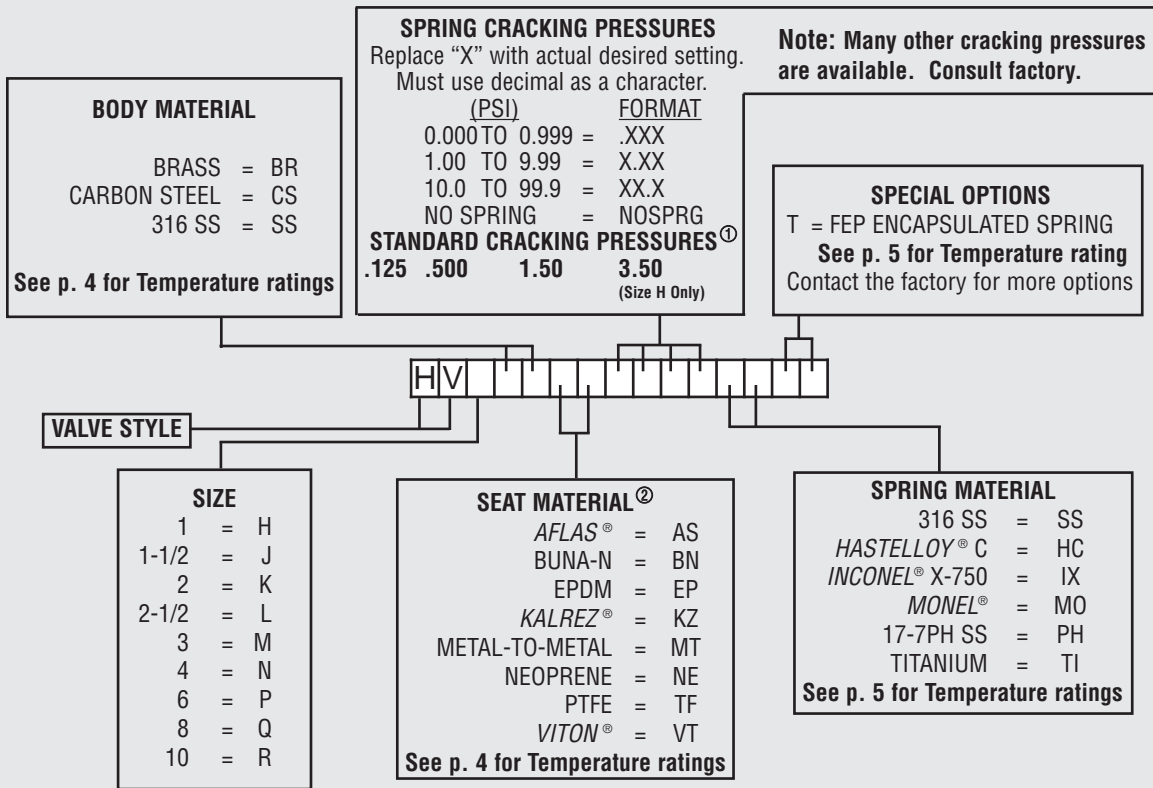 SPRING CRACKING PRESSURES
Replace “X” with actual desired setting.
Must use decimal as a character.
(PSI) FORMAT
0.000 TO 0.999 = .XXX
1.00 TO 9.99 = X.XX
10.0 TO 99.9 = XX.X
NO SPRING = NOSPRG
STANDARD CRACKING PRESSURES①
.125 .500 1.50 3.50
(Size H Only)
Note: Many other cracking pressures
are available. Consult factory.
BODY MATERIAL
BRASS = BR
CARBON STEEL = CS
316 SS = SS
See p. 4 for Temperature ratings
SPECIAL OPTIONS
T = FEP ENCAPSULATED SPRING
See p. 5 for Temperature rating
Contact the factory for more options
H V
VALVE STYLE
SIZE
1 = H
1-1/2 = J
2 = K
2-1/2 = L
3 = M
4 = N
6 = P
8 = Q
10 = R
SEAT MATERIAL②
AFLAS® = AS
BUNA-N = BN
EPDM = EP
KALREZ® = KZ
METAL-TO-METAL = MT
NEOPRENE = NE
PTFE = TF
VITON® = VT
See p. 4 for Temperature ratings
SPRING MATERIAL
316 SS = SS
HASTELLOY® C = HC
INCONEL® X-750 = IX
MONEL® = MO
17-7PH SS = PH
TITANIUM = TI
See p. 5 for Temperature ratings